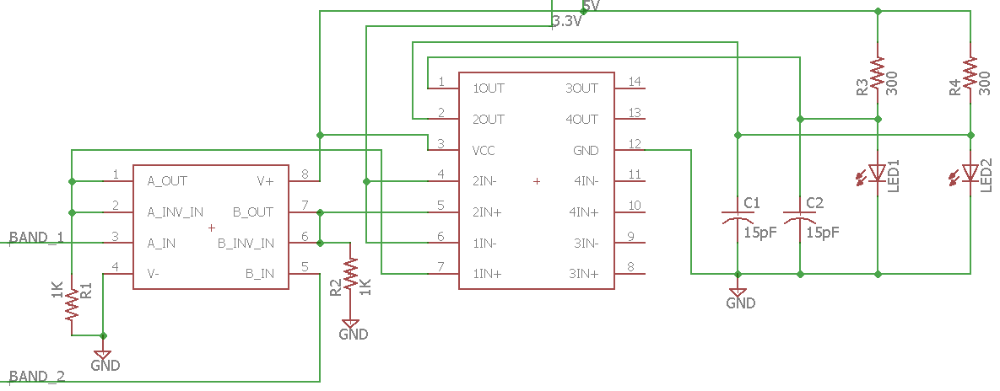 5V
3.3V
R3
300
R4
300
1
1OUT
3OUT
14
2
2OUT
4OUT
13
3
VCC
GND
12
4
2IN-
4IN-
11
5
2IN+
4IN+
10
6
1IN-
3IN-
9
7
1IN+
3IN+
8
1
A_OUT
V+
8
2
A_INV_IN
B_OUT
7
3
A_IN
B_INV_IN
6
4
V-
B_IN
5
BAND_1
BAND_2
1K
R1
GND
R2
1K
GND
C1
15pF
C2
15pF
GND
LED1
LED2